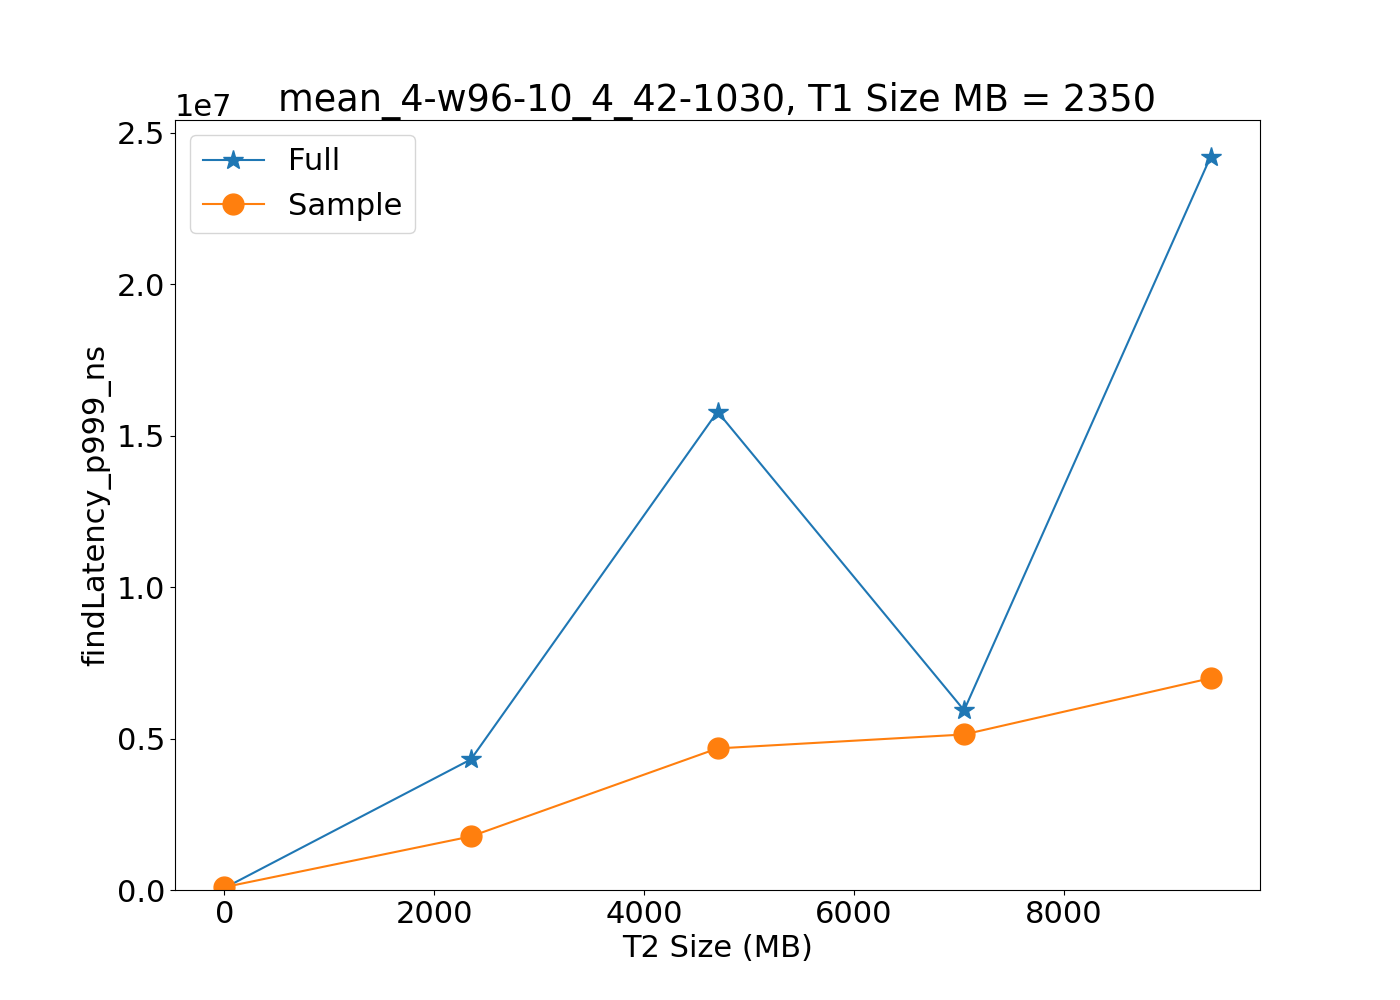 mean_4-w96-10_4_42-1030, T1 Size MB = 2350
1e7
2.5
2.0
1.5
1.0
0.5
0.0
findLatency_p999_ns
Full
Sample
0 2000 4000 6000 8000
T2 Size (MB)